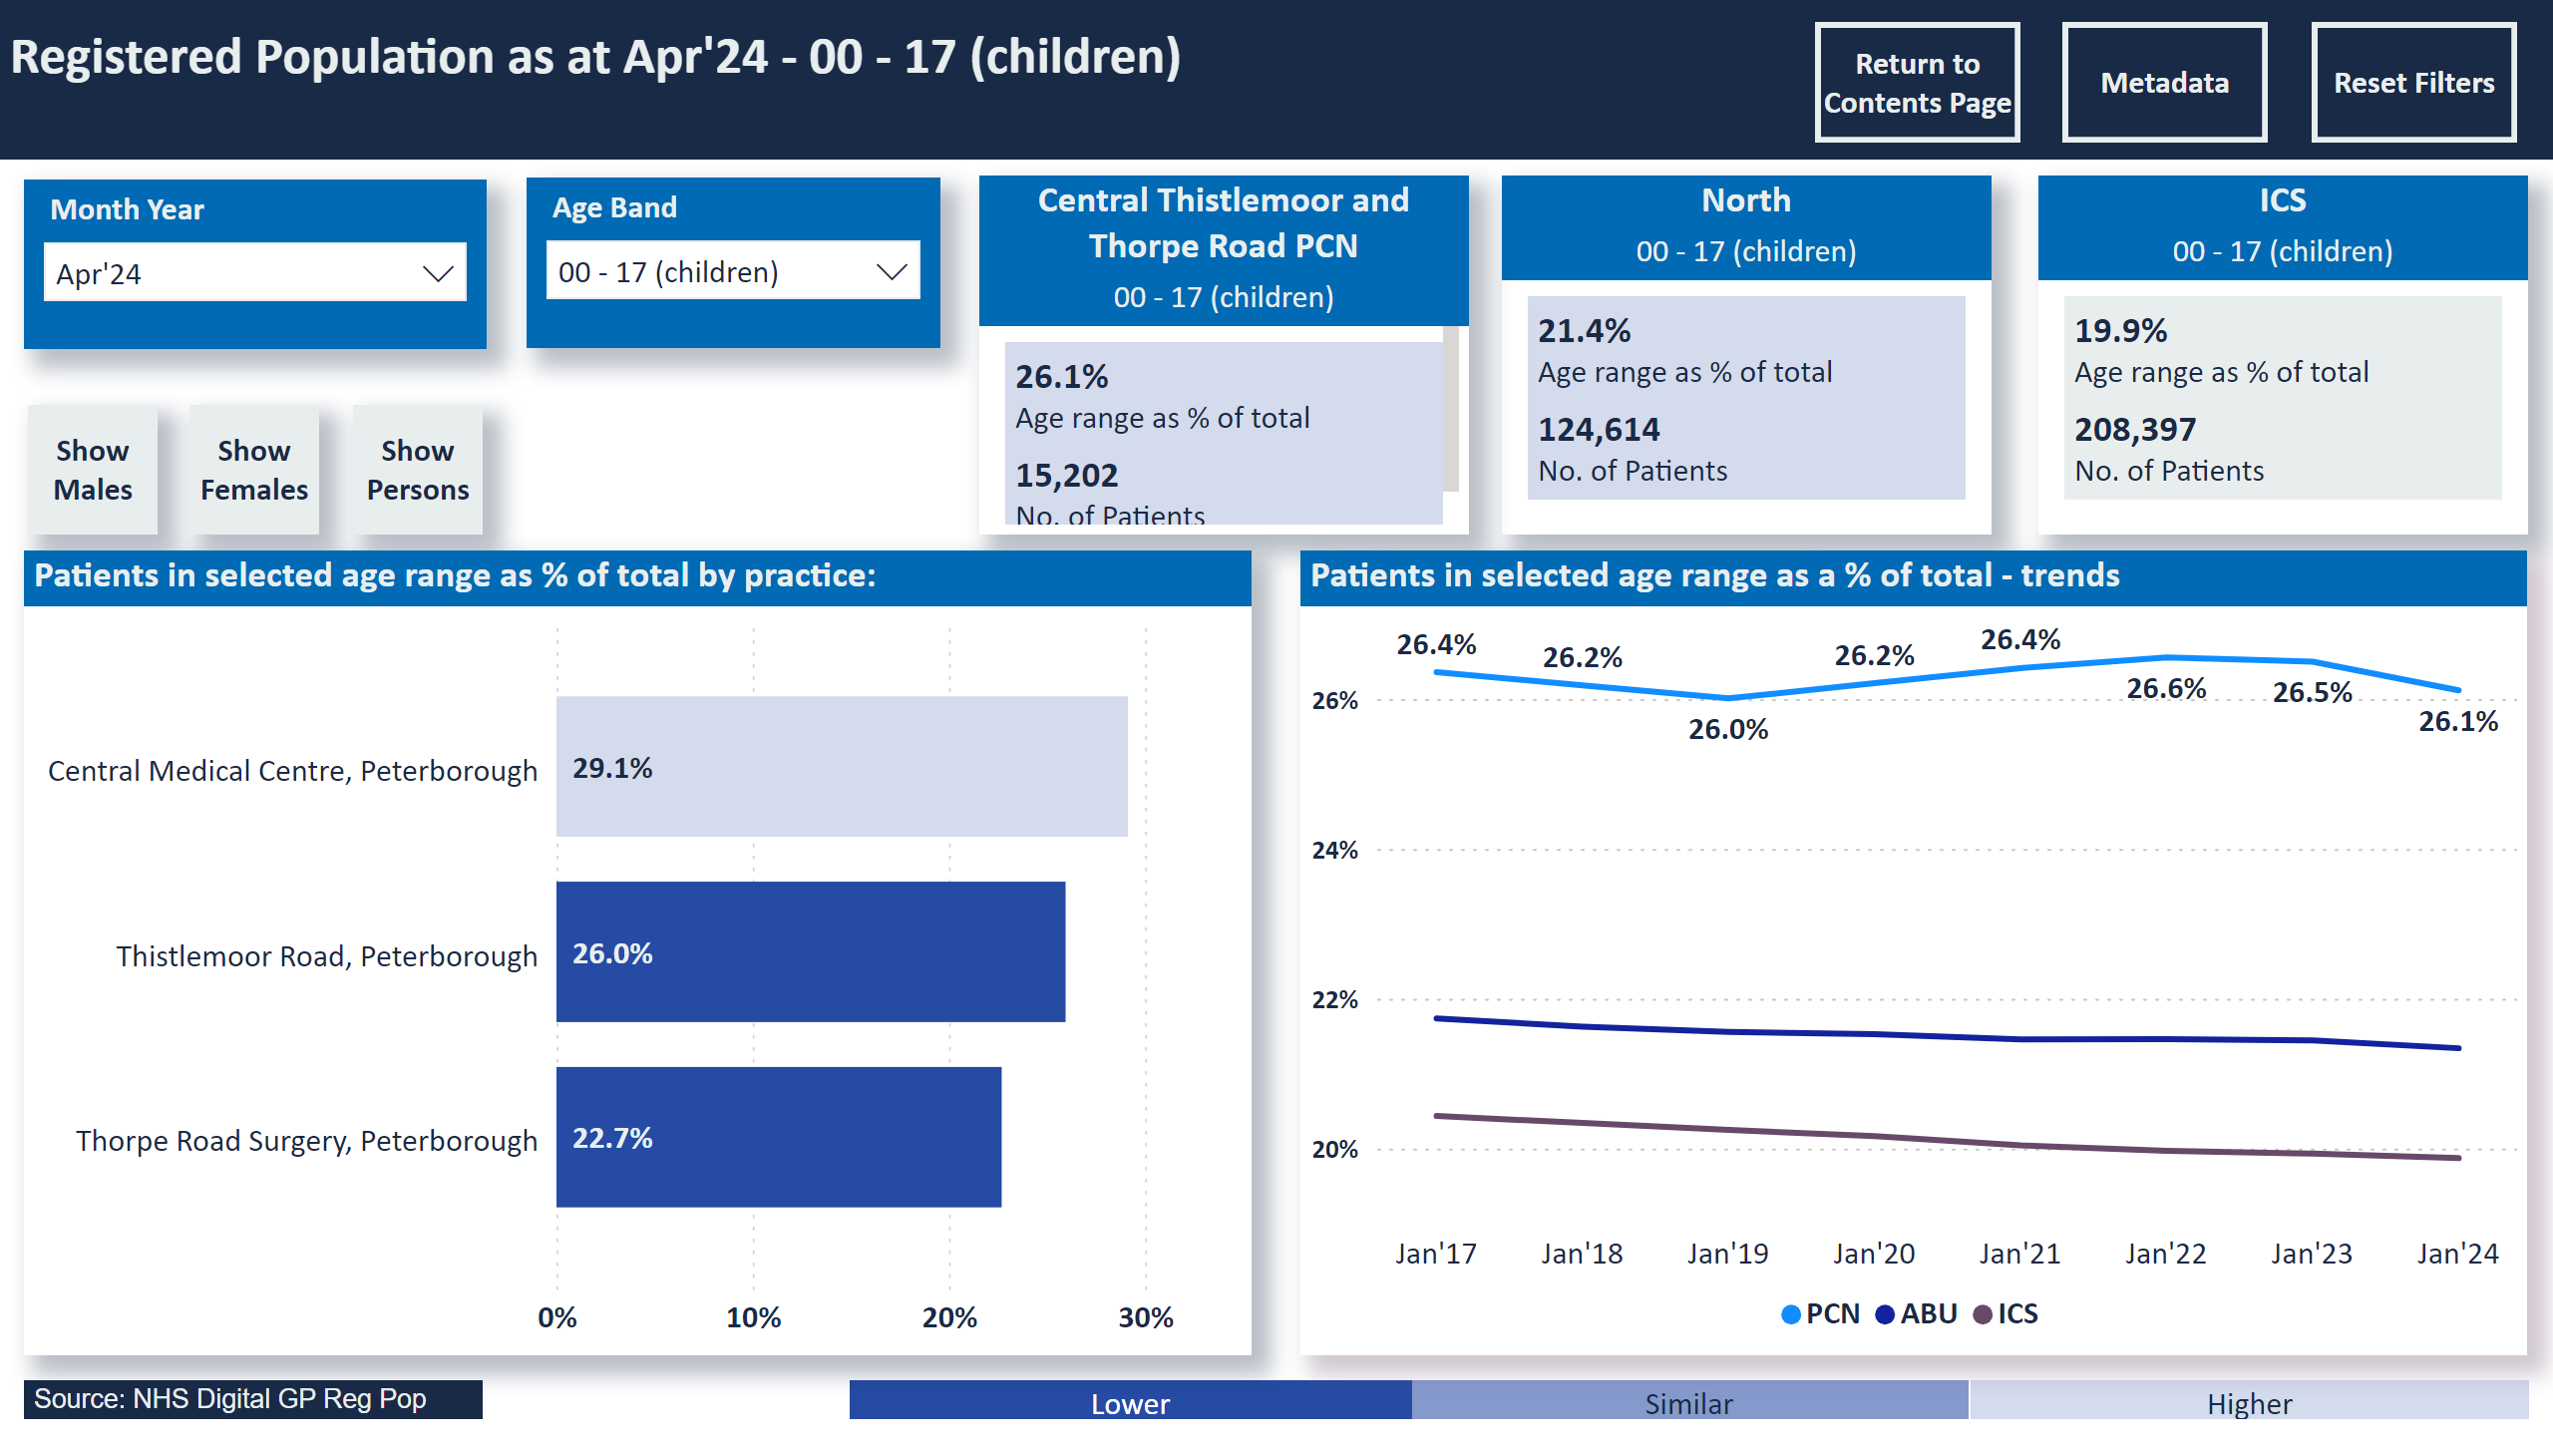 Registered Population as at Apr'24 - 00 - 17 (children)
Return to
Contents Page
Metadata
Reset Filters
Month Year
Apr'24
Age Band
00 - 17 (children)
Central Thistlemoor and
Thorpe Road PCN
00 - 17 (children)
26.1%
Age range as % of total
15,202
No. of Patients
North
00 - 17 (children)
21.4%
Age range as % of total
124,614
No. of Patients
ICS
00 - 17 (children)
19.9%
Age range as % of total
208,397
No. of Patients
Show
Males
Show
Females
Show
Persons
Patients in selected age range as % of total by practice:
Central Medical Centre, Peterborough
29.1%
Thistlemoor Road, Peterborough
26.0%
Thorpe Road Surgery, Peterborough
22.7%
0% 10% 20% 30%
Patients in selected age range as a % of total - trends
26.4% 26.2% 26.0% 26.2% 26.4% 26.6% 26.5% 26.1%
26%
24%
22%
20%
Jan'17 Jan'18 Jan'19 Jan'20 Jan'21 Jan'22 Jan'23 Jan'24
PCN ABU ICS
Source: NHS Digital GP Reg Pop
Lower Similar Higher